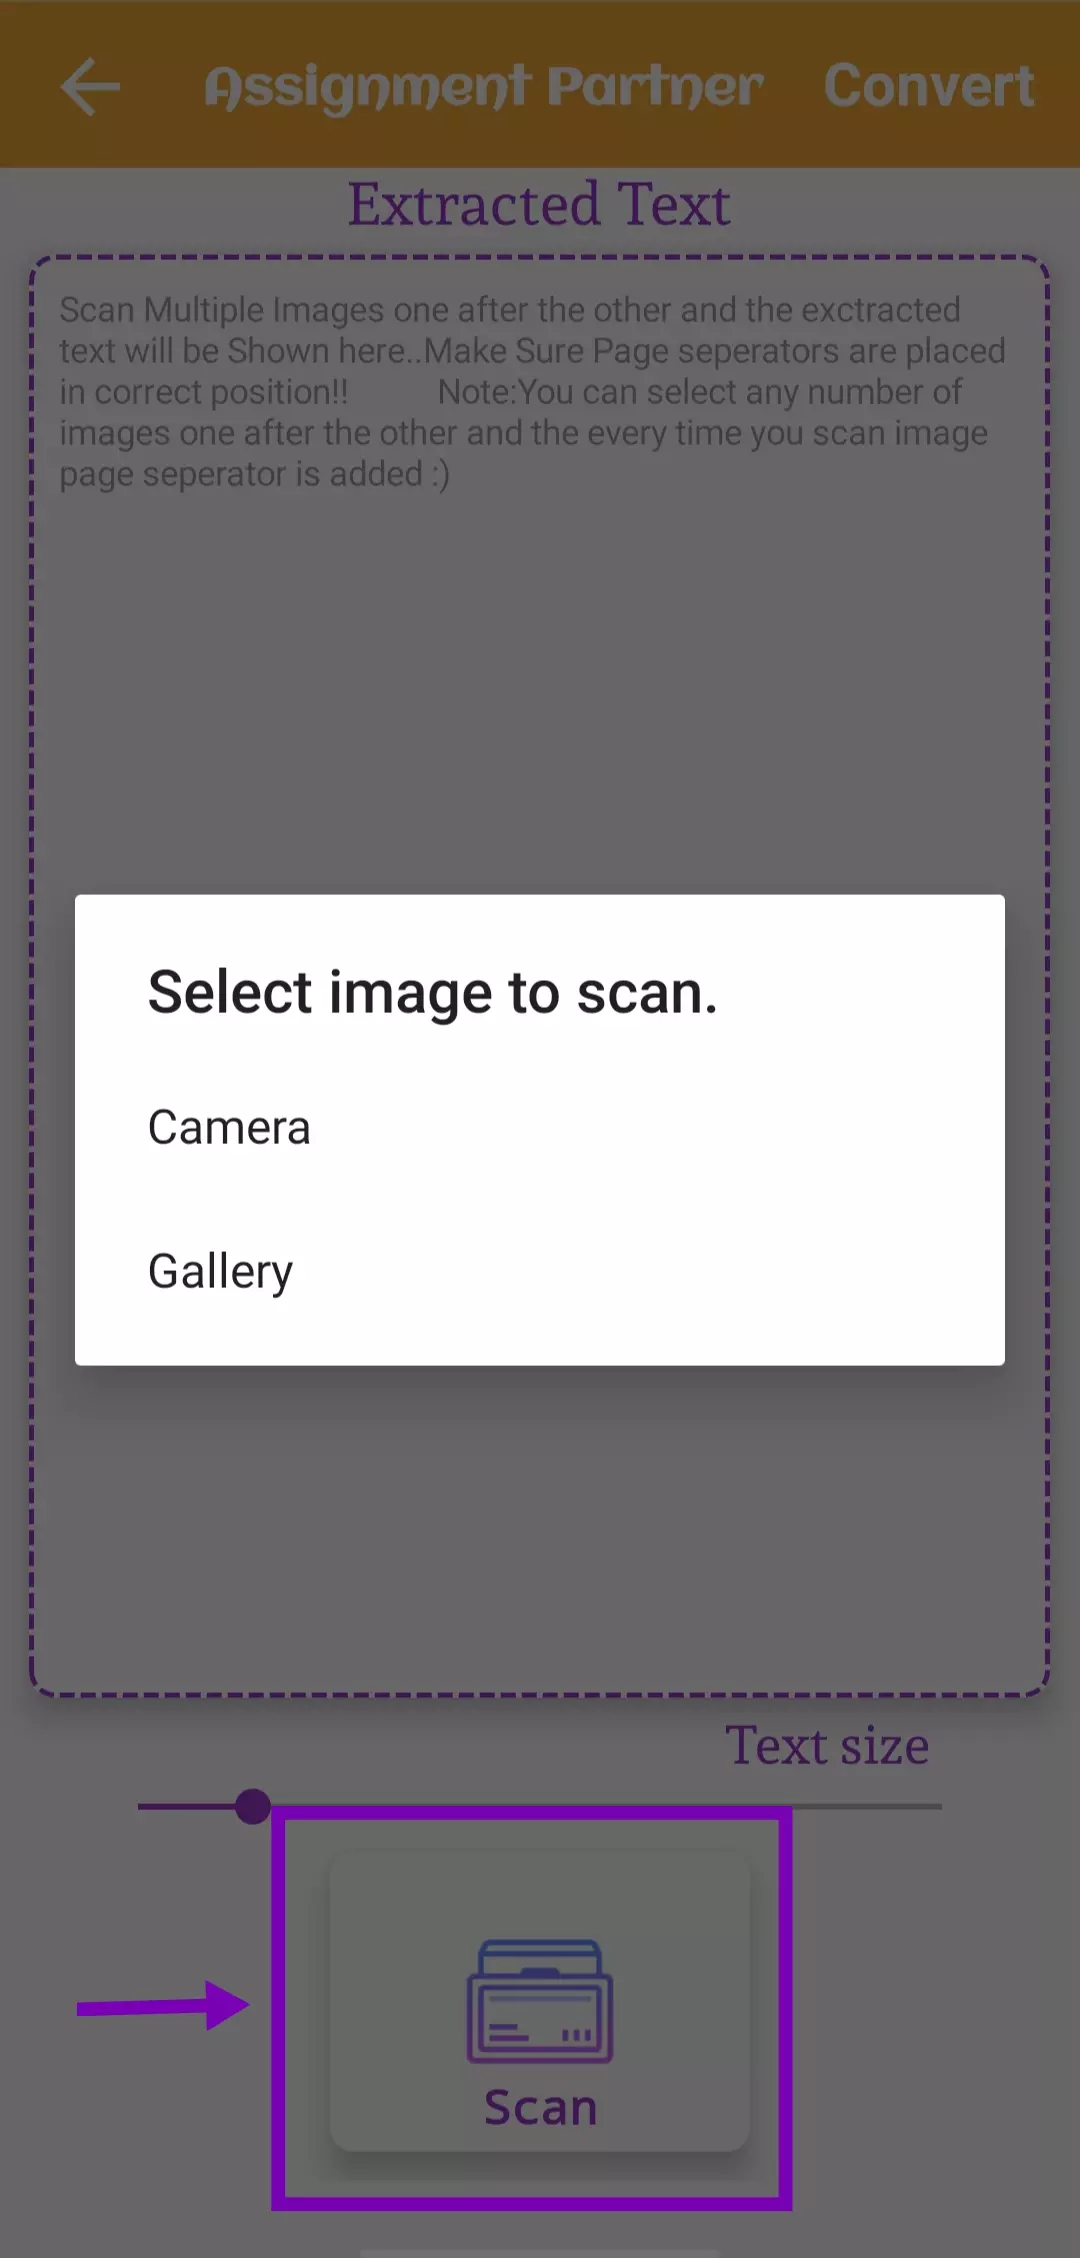 Assignment Partner Convert
Extracted Text
Scan Multiple Images one after the other and the exctracted
text will be Shown here..Make Sure Page seperators are placed
in correct position!! Note:You can select any number of
images one after the other and the every time you scan image
page seperator is added :)
Select image to scan.
Camera
Gallery
Text size
Scan